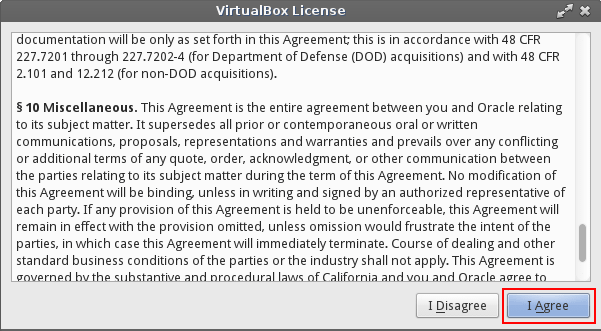 VirtualBox License
documentation will be only as set forth in this Agreement; this is in accordance with 48 CFR
227.7201 through 227.7202-4 (for Department of Defense (DOD) acquisitions) and with 48 CFR
2.101 and 12.212 (for non-DOD acquisitions).
§ 10 Miscellaneous. This Agreement is the entire agreement between you and Oracle relating
to its subject matter. It supersedes all prior or contemporaneous oral or written
communications, proposals, representations and warranties and prevails over any conflicting
or additional terms of any quote, order, acknowledgment, or other communication between
the parties relating to its subject matter during the term of this Agreement. No modification of
this Agreement will be binding, unless in writing and signed by an authorized representative of
each party. If any provision of this Agreement is held to be unenforceable, this Agreement will
remain in effect with the provision omitted, unless omission would frustrate the intent of the
parties, in which case this Agreement will immediately terminate. Course of dealing and other
standard business conditions of the parties or the industry shall not apply. This Agreement is
governed by the substantive and procedural laws of California and you and Oracle agree to
I Disagree
I Agree